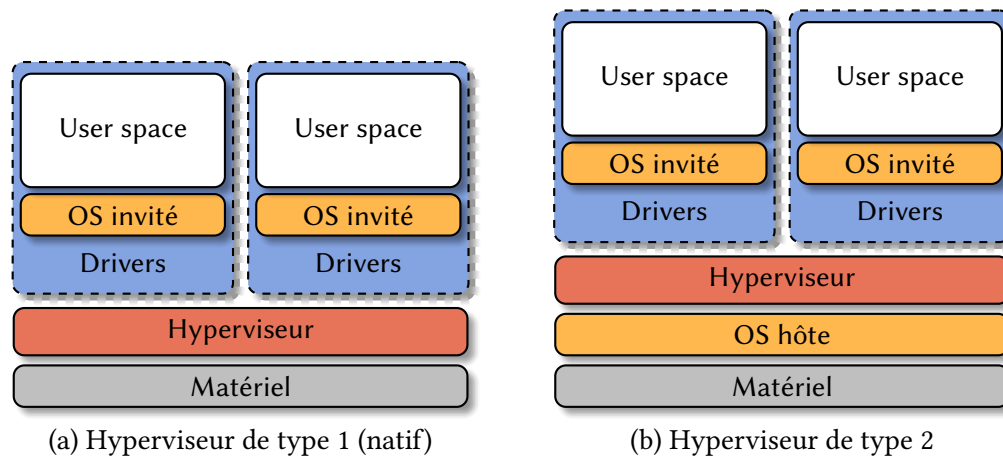 User space
User space
OS invité
OS invité
Drivers
Drivers
Hyperviseur
Matériel
(a) Hyperviseur de type 1 (natif)
User space
User space
OS invité
OS invité
Drivers
Drivers
Hyperviseur
OS hôte
Matériel
(b) Hyperviseur de type 2